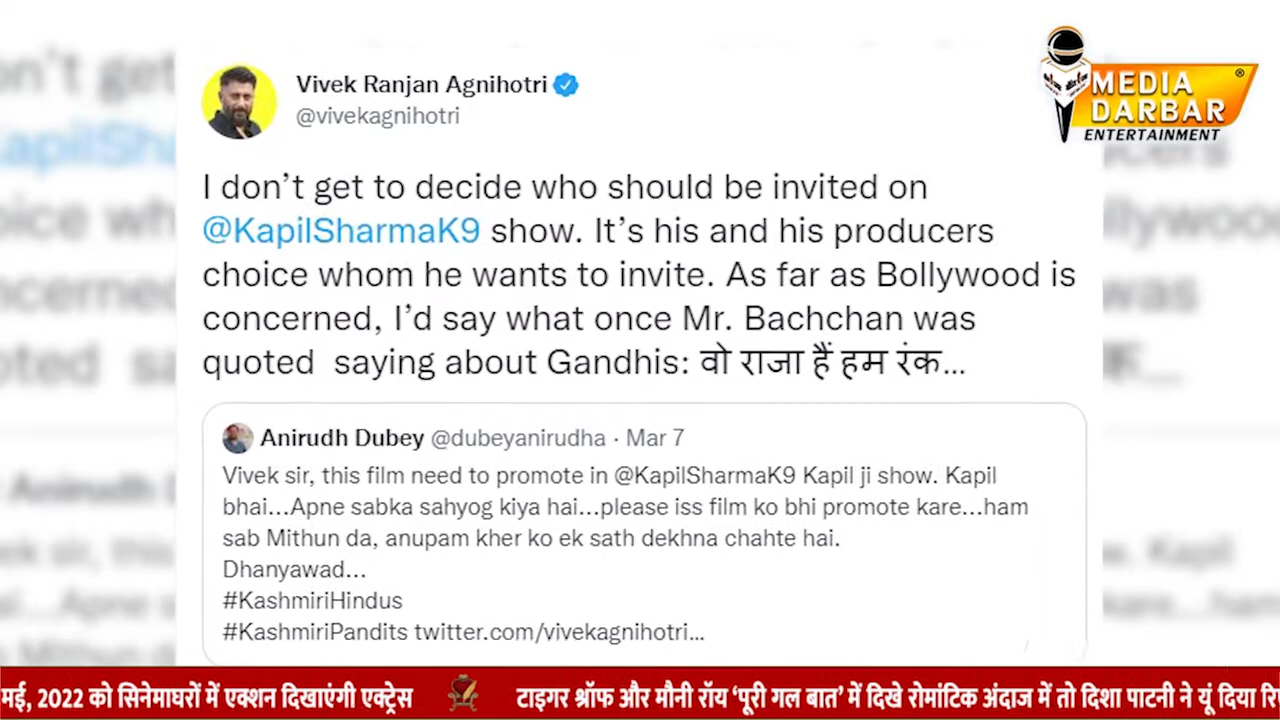 Vivek Ranjan Agnihotri
@vivekagnihotri
MEDIA
DARBAR
ENTERTAINMENT
I don't get to decide who should be invited on
@KapilSharmaK9 show. It's his and his producers
choice whom he wants to invite. As far as Bollywood is
concerned, I'd say what once Mr. Bachchan was
quoted saying about Gandhis: वो राजा हैं हम रंक...
Anirudh Dubey @dubeyanirudha · Mar 7
Vivek sir, this film need to promote in @KapilSharmaK9 Kapil ji show. Kapil
bhai...Apne sabka sahyog kiya hai...please iss film ko bhi promote kare...ham
sab Mithun da, anupam kher ko ek sath dekhna chahte hai.
Dhanyawad...
#KashmiriHindus
#KashmiriPandits twitter.com/vivekagnihotri...
मई, 2022 को सिनेमाघरों में एक्शन दिखाएंगी एक्ट्रेस टाइगर श्रॉफ और मौनी रॉय ‘पूरी गल बात’ में दिखे रोमांटिक अंदाज में तो दिशा पाटनी ने यूं दिया